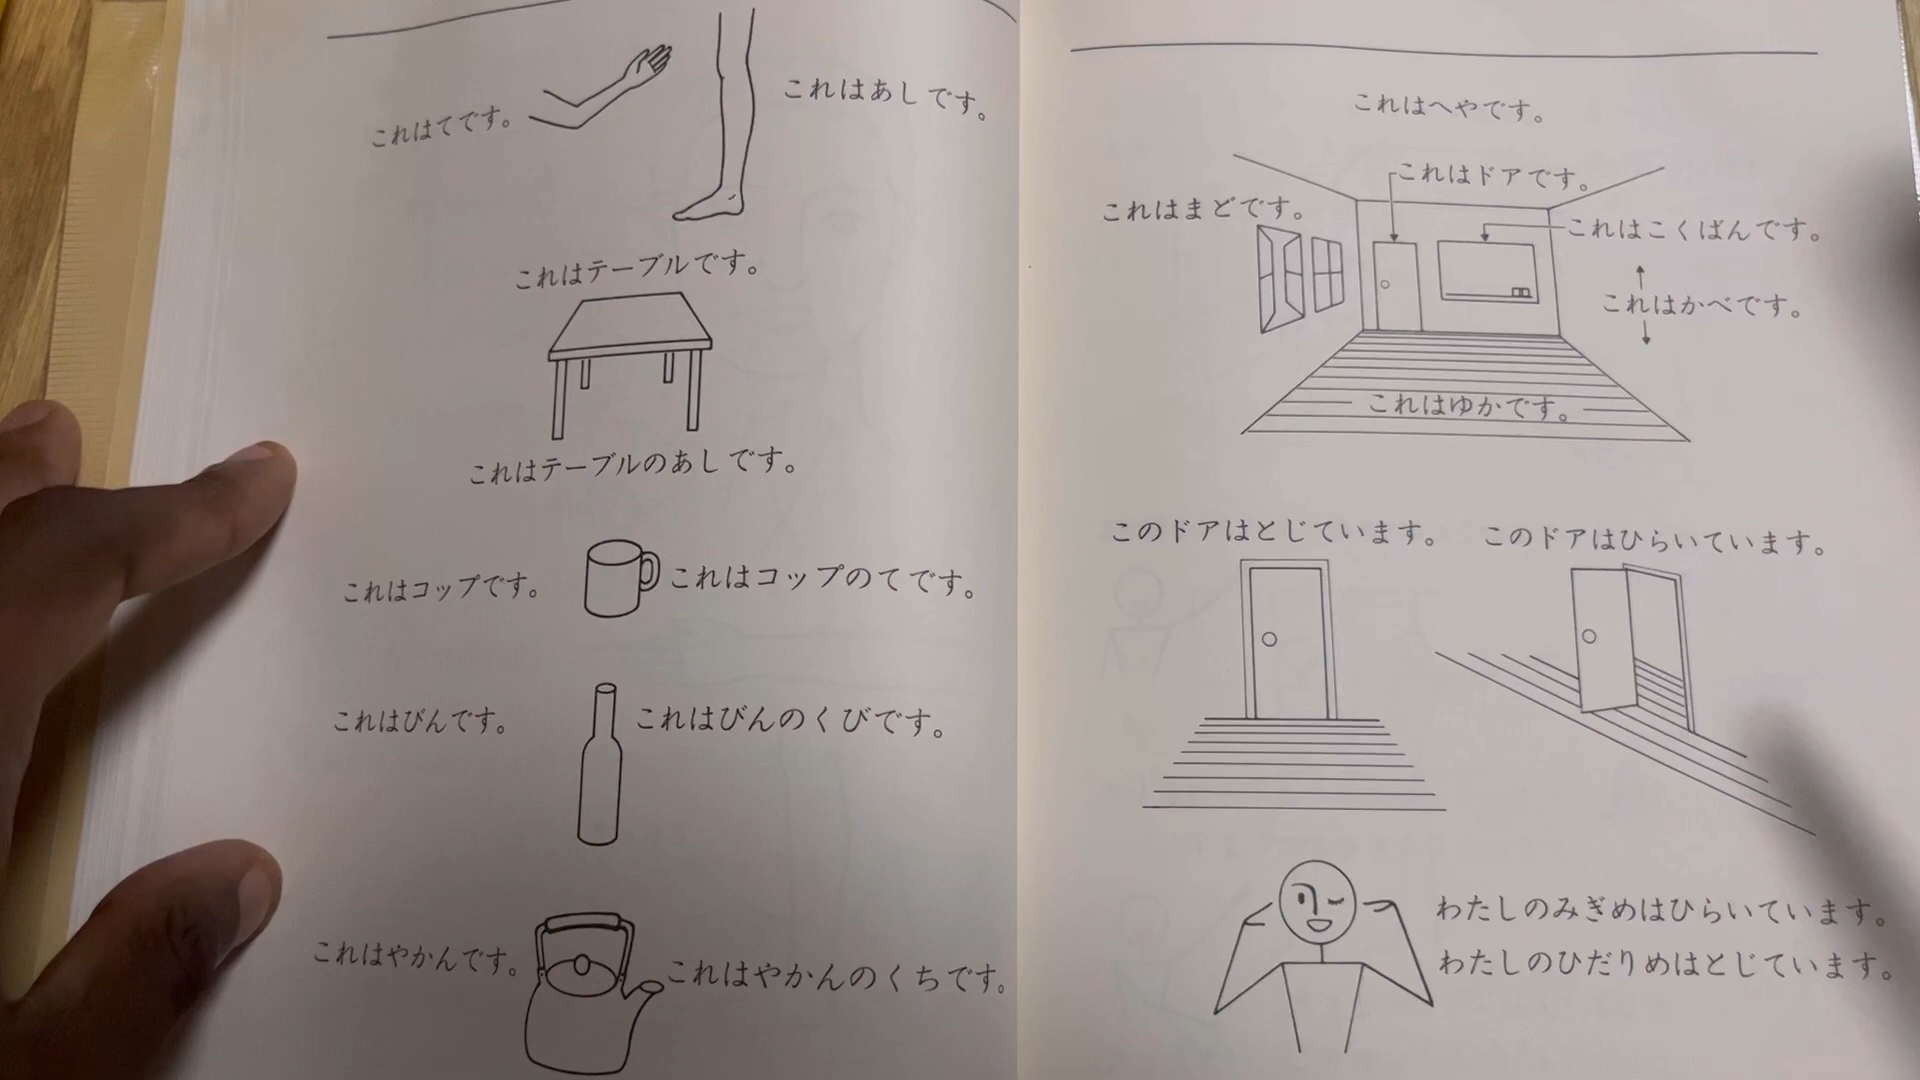 これはてです。
これはあしです。
これはテーブルです。
これはテーブルのあしです。
これはコップです。
これはコップのてです。
これはびんです。
これはびんのくびです。
これはやかんです。
これはやかんのくちです。
これはへやです。
これはドアです。
これはまどです。
これはこくばんです。
これはかべです。
これはゆかです。
このドアはとじています。
このドアはひらいています。
わたしのみぎめはひらいています。
わたしのひだりめはとじています。